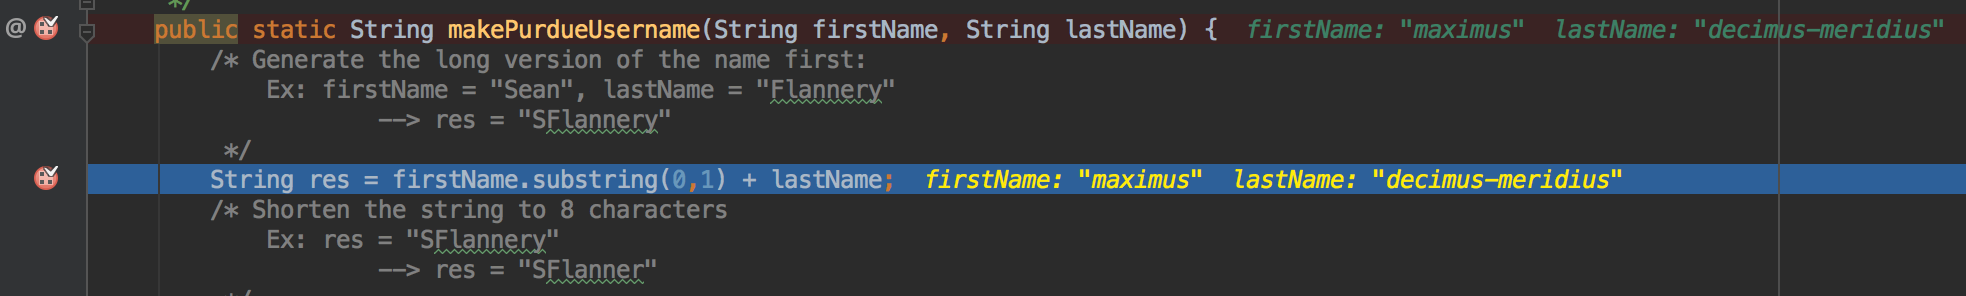 */
@ public static String makePurdueUsername(String firstName, String lastName) {  firstName: "maximus"  lastName: "decimus-meridius"
/* Generate the long version of the name first:
Ex: firstName = "Sean", lastName = "Flannery"
--> res = "SFlannery"
*/
String res = firstName.substring(0,1) + lastName;  firstName: "maximus"  lastName: "decimus-meridius"
/* Shorten the string to 8 characters
Ex: res = "SFlannery"
--> res = "SFlanner"
*/